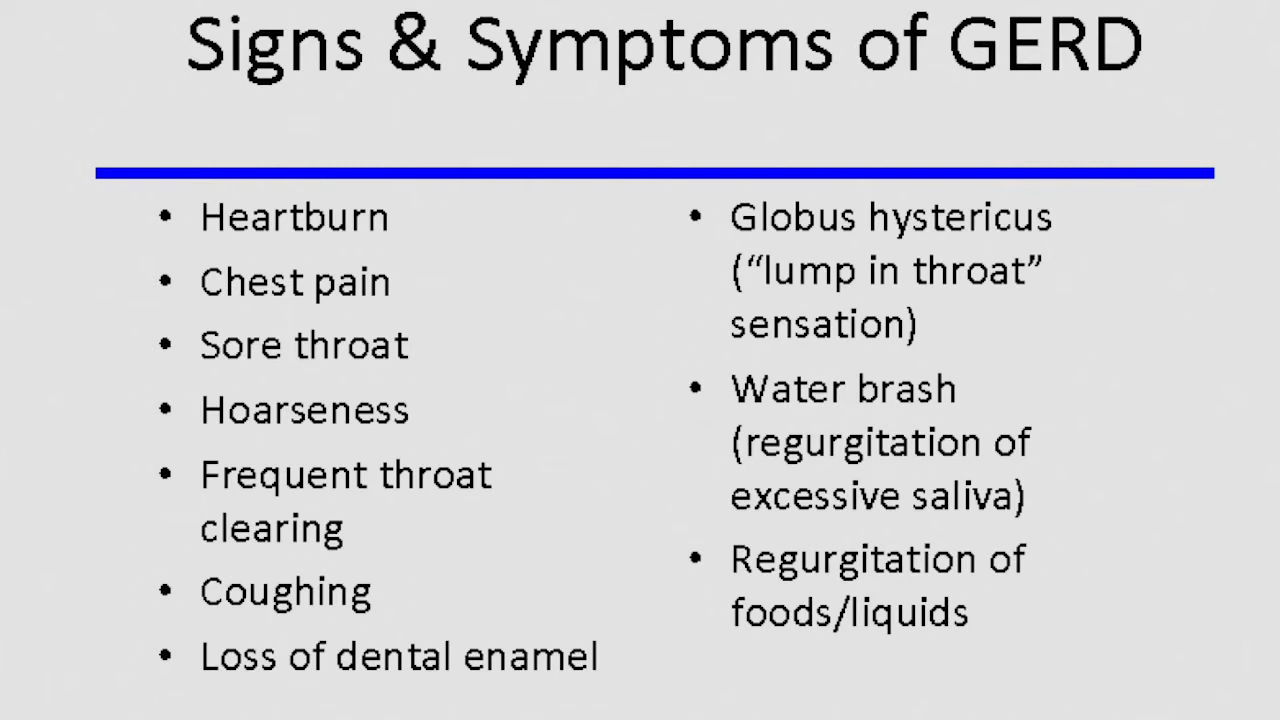 Signs & Symptoms of GERD
• Heartburn
• Chest pain
• Sore throat
• Hoarseness
• Frequent throat
clearing
• Coughing
• Loss of dental enamel
• Globus hystericus
(“lump in throat”
sensation)
• Water brash
(regurgitation of
excessive saliva)
• Regurgitation of
foods/liquids